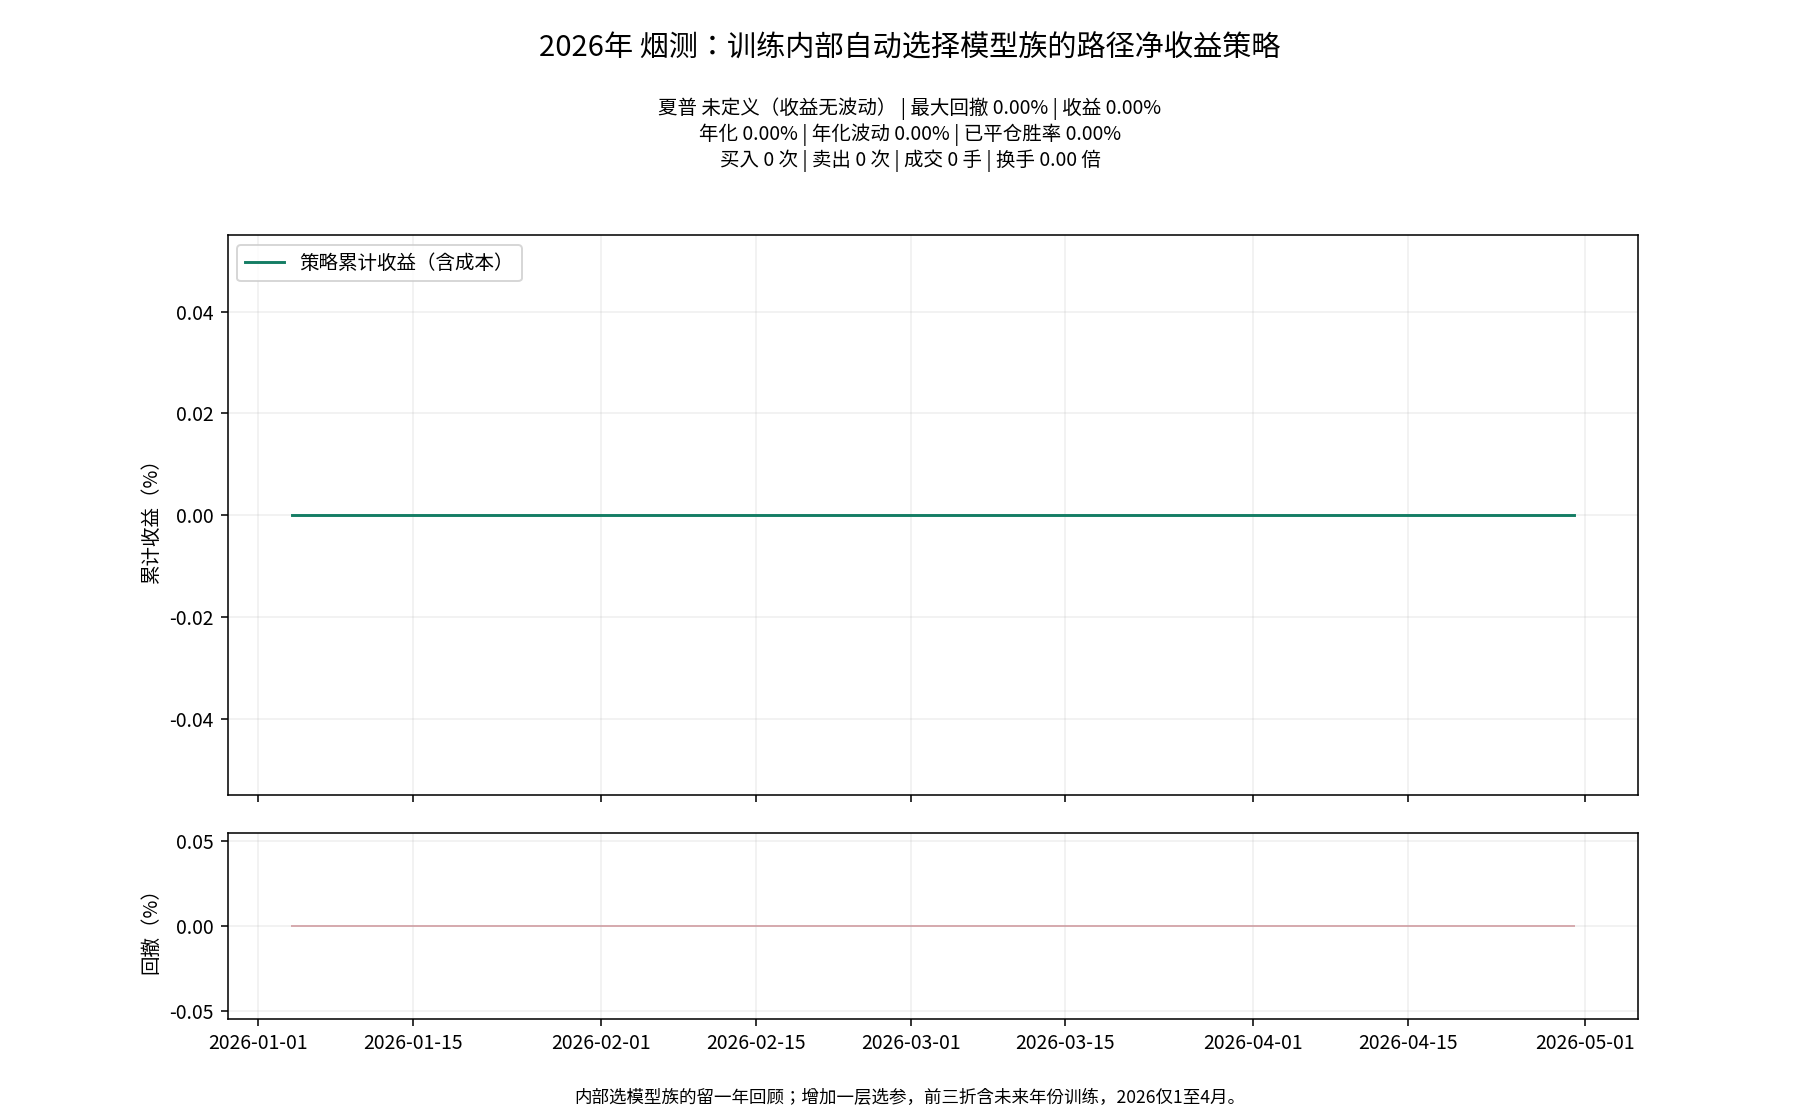 2026年 烟测：训练内部自动选择模型族的路径净收益策略
夏普 未定义（收益无波动） | 最大回撤 0.00% | 收益 0.00%
年化 0.00% | 年化波动 0.00% | 已平仓胜率 0.00%
买入 0 次 | 卖出 0 次 | 成交 0 手 | 换手 0.00 倍
策略累计收益（含成本）
累计收益（%）
0.04
0.02
0.00
-0.02
-0.04
回撤（%）
0.05
0.00
-0.05
2026-01-01 2026-01-15 2026-02-01 2026-02-15 2026-03-01 2026-03-15 2026-04-01 2026-04-15 2026-05-01
内部选模型族的留一年回顾；增加一层选参，前三折含未来年份训练，2026仅1至4月。